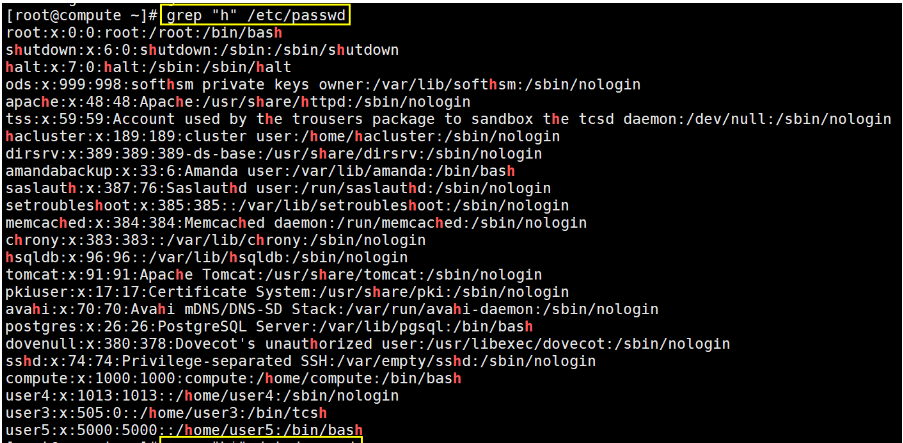 [root@compute ~]# grep "h" /etc/passwd
root:x:0:0:root:/root:/bin/bash
shutdown:x:6:0:shutdown:/sbin:/sbin/shutdown
halt:x:7:0:halt:/sbin:/sbin/halt
ods:x:999:998:softhsm private keys owner:/var/lib/softhsm:/sbin/nologin
apache:x:48:48:Apache:/usr/share/httpd:/sbin/nologin
tss:x:59:59:Account used by the trousers package to sandbox the tcsd daemon:/dev/null:/sbin/nologin
hacluster:x:189:189:cluster user:/home/hacluster:/sbin/nologin
dirsrv:x:389:389:389-ds-base:/usr/share/dirsrv:/sbin/nologin
amandabackup:x:33:6:Amanda user:/var/lib/amanda:/bin/bash
saslauth:x:387:76:Saslauthd user:/run/saslauthd:/sbin/nologin
setroubleshoot:x:385:385::/var/lib/setroubleshoot:/sbin/nologin
memcached:x:384:384:Memcached daemon:/run/memcached:/sbin/nologin
chrony:x:383:383::/var/lib/chrony:/sbin/nologin
hsqldb:x:96:96::/var/lib/hsqldb:/sbin/nologin
tomcat:x:91:91:Apache Tomcat:/usr/share/tomcat:/sbin/nologin
pkiuser:x:17:17:Certificate System:/usr/share/pki:/sbin/nologin
avahi:x:70:70:Avahi mDNS/DNS-SD Stack:/var/run/avahi-daemon:/sbin/nologin
postgres:x:26:26:PostgreSQL Server:/var/lib/pgsql:/bin/bash
dovenull:x:380:378:Dovecot's unauthorized user:/usr/libexec/dovecot:/sbin/nologin
sshd:x:74:74:Privilege-separated SSH:/var/empty/sshd:/sbin/nologin
compute:x:1000:1000:compute:/home/compute:/bin/bash
user4:x:1013:1013::/home/user4:/sbin/nologin
user3:x:505:0::/home/user3:/bin/tcsh
user5:x:5000:5000::/home/user5:/bin/bash